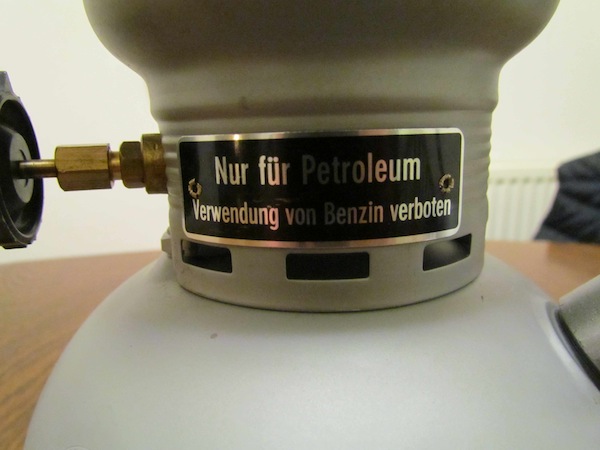 Nur für Petroleum
Verwendung von Benzin verboten